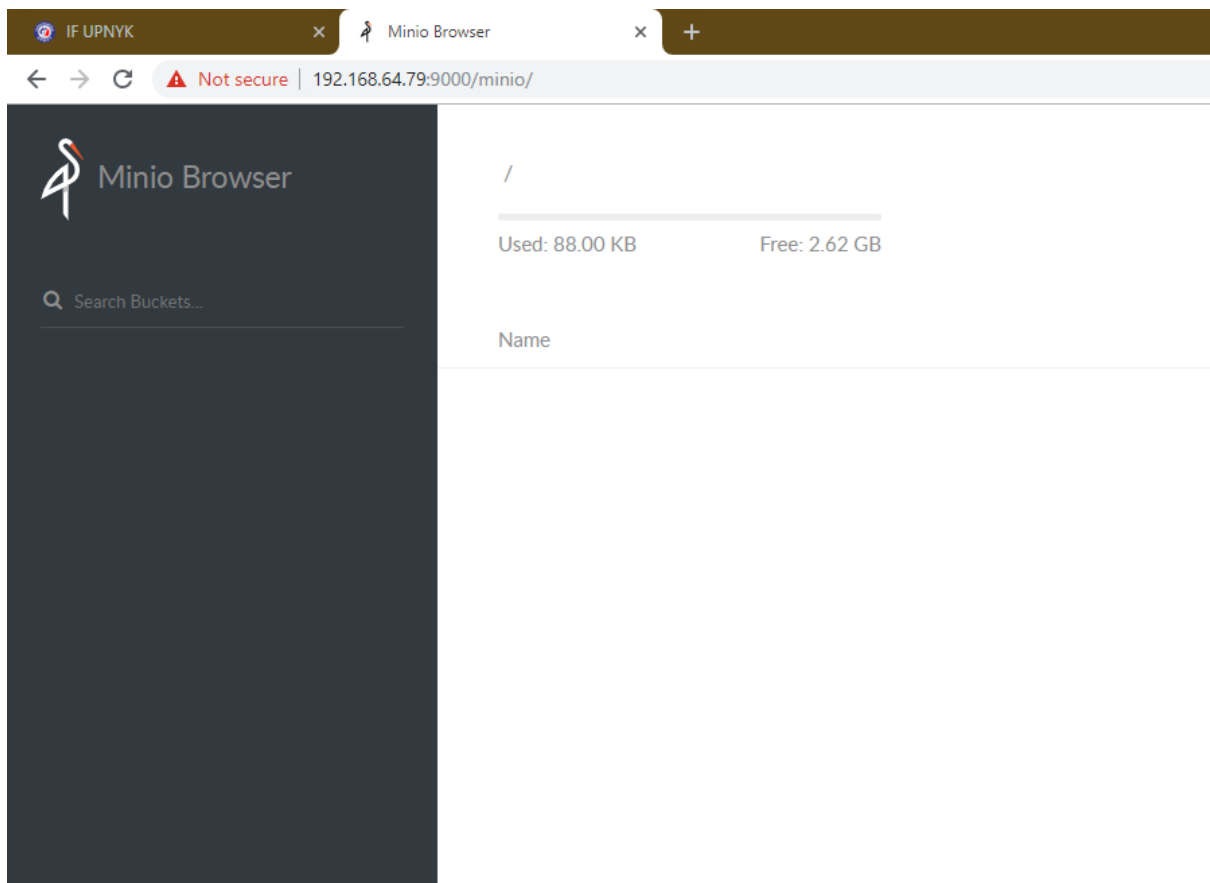 IF UPNYK
Minio Browser
Not secure | 192.168.64.79:9000/minio/
Minio Browser
/
Used: 88.00 KB Free: 2.62 GB
Search Buckets...
Name